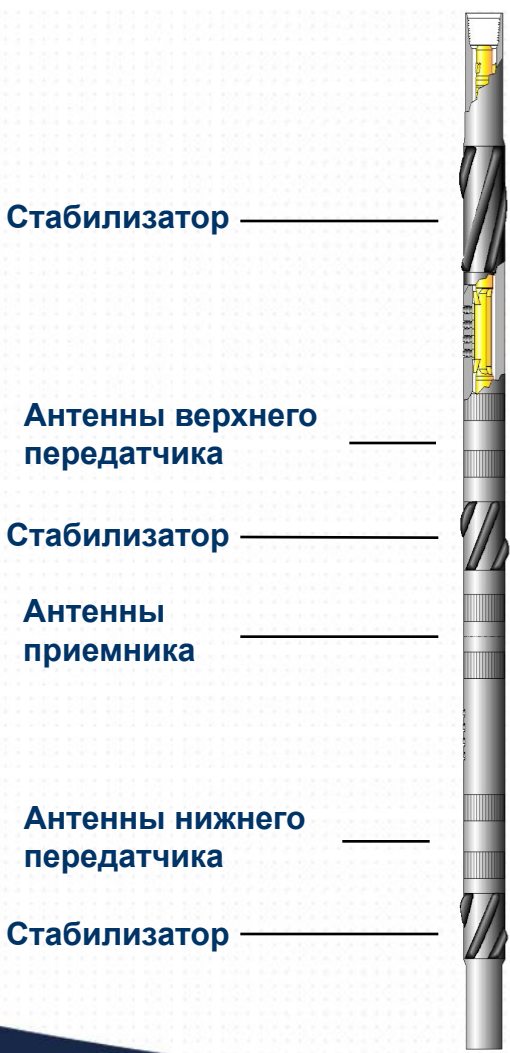 Стабилизатор
Антенны верхнего
передатчика
Стабилизатор
Антенны
приемника
Антенны нижнего
передатчика
Стабилизатор